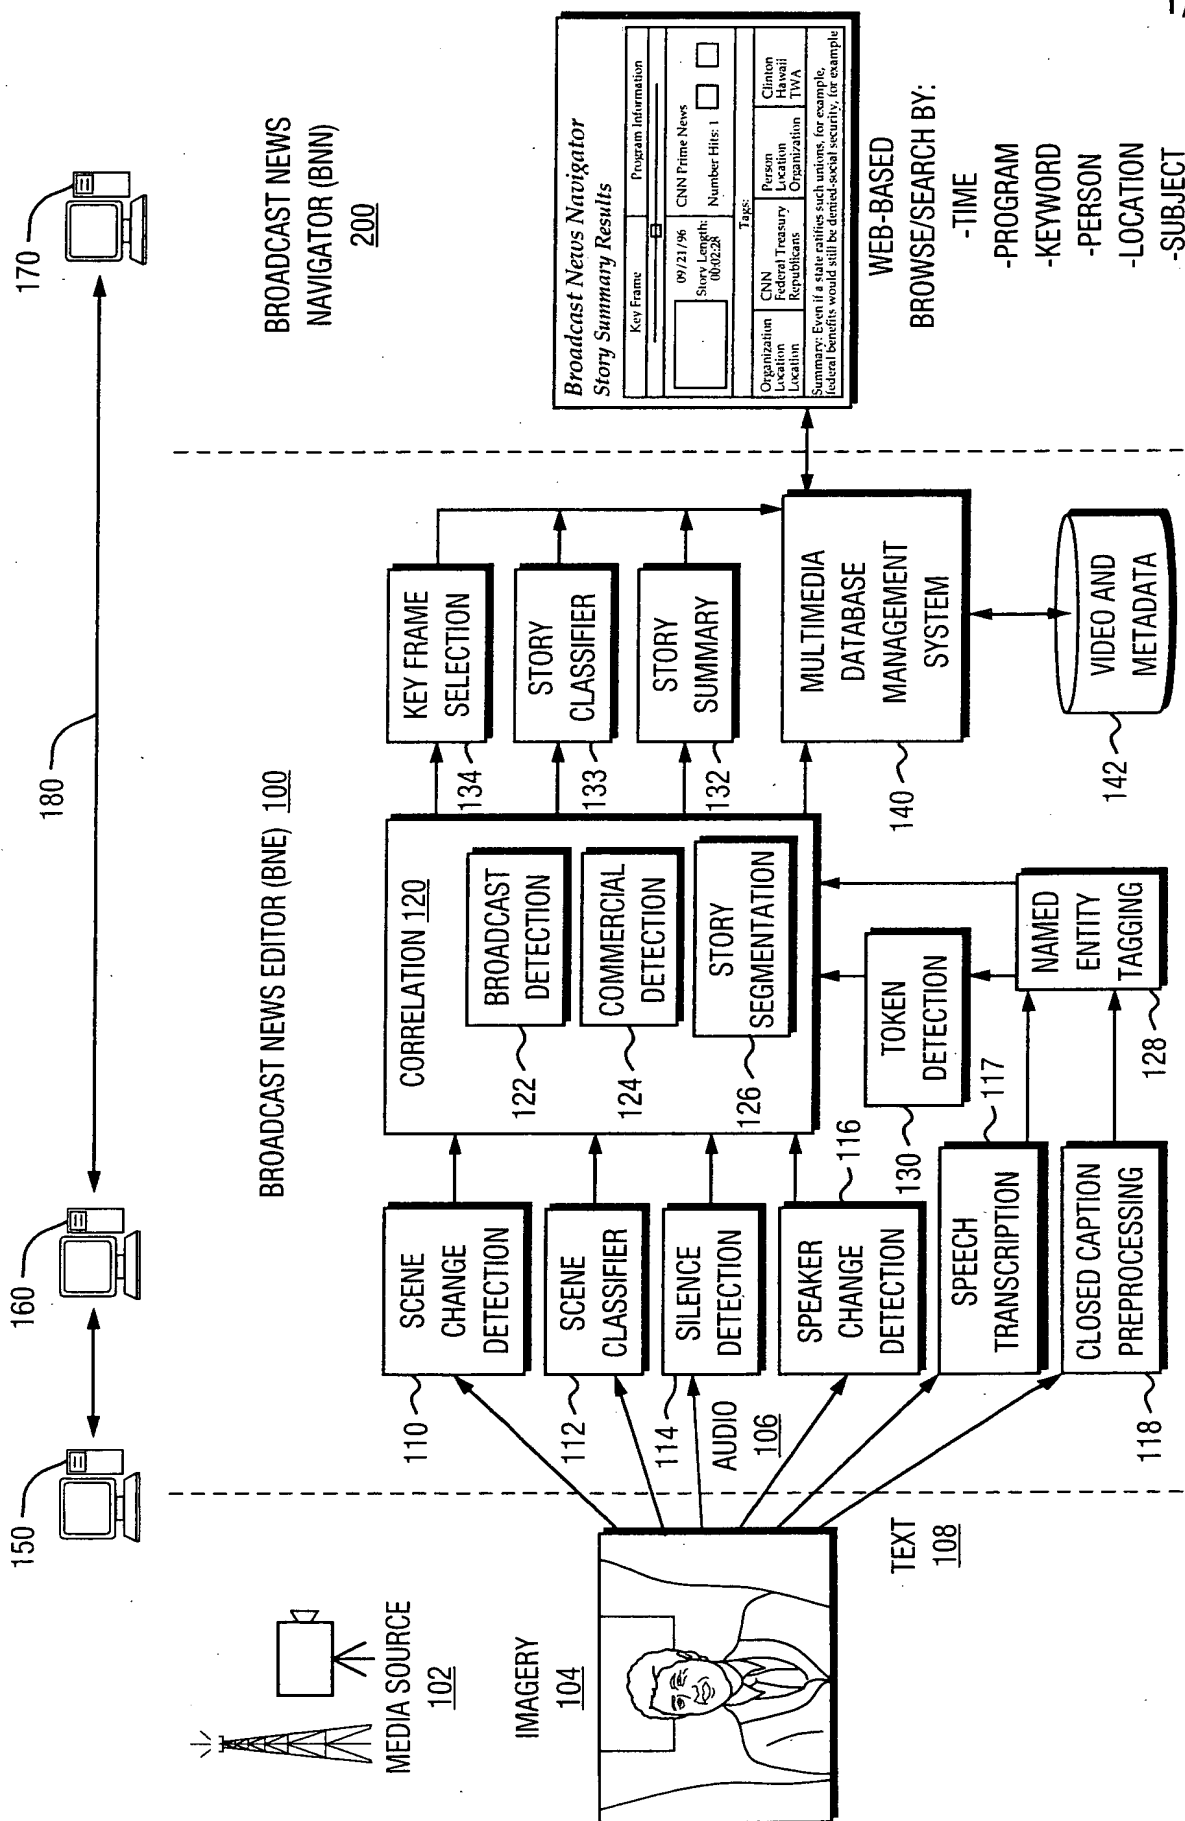 150
160
180
170
MEDIA SOURCE
102
IMAGERY
104
TEXT
108
AUDIO
106
BROADCAST NEWS EDITOR (BNE) 100
110
SCENE
CHANGE
DETECTION
112
SCENE
CLASSIFIER
114
SILENCE
DETECTION
116
SPEAKER
CHANGE
DETECTION
117
SPEECH
TRANSCRIPTION
118
CLOSED CAPTION
PREPROCESSING
CORRELATION 120
BROADCAST
DETECTION
122
COMMERCIAL
DETECTION
124
STORY
SEGMENTATION
126
TOKEN
DETECTION
130
NAMED
ENTITY
TAGGING
128
KEY FRAME
SELECTION
134
STORY
CLASSIFIER
133
STORY
SUMMARY
132
MULTIMEDIA
DATABASE
MANAGEMENT
SYSTEM
140
VIDEO AND
METADATA
142
BROADCAST NEWS
NAVIGATOR (BNN)
200
Broadcast News Navigator
Story Summary Results
Key Frame Program Information
09/21/96 CNN Prime News
Story Length: Number Hits: 1
00:02:28
Tags:
Organization CNN Person Clinton
Location Federal Treasury Location Hawaii
Location Republicans Organization TWA
Summary: Even if a state ratifies such unions, for example,
federal benefits would still be denied-social security, for example
WEB-BASED
BROWSE/SEARCH BY:
-TIME
-PROGRAM
-KEYWORD
-PERSON
-LOCATION
-SUBJECT